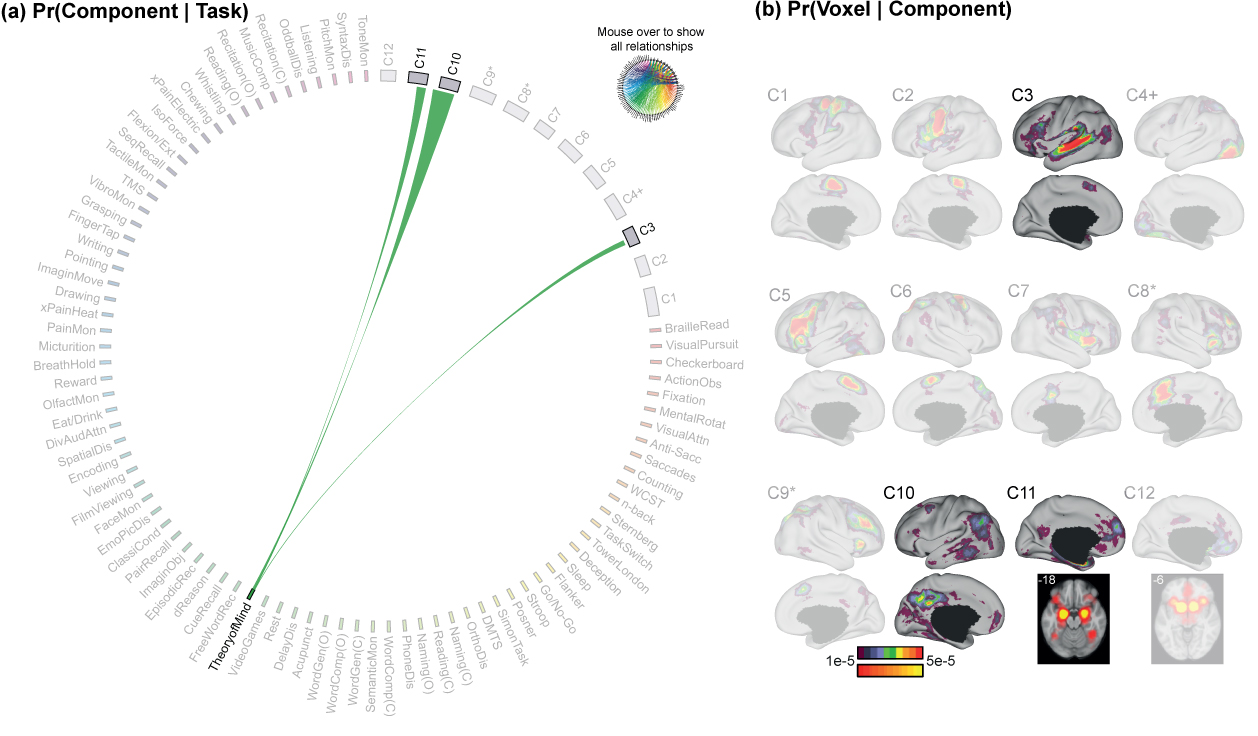 (a) Pr(Component | Task)
(b) Pr(Voxel | Component)
Mouse over to show
all relationships
C12
C11
C10
C9*
C8*
C7
C6
C5
C4+
C3
C2
C1
BrailleRead
VisualPursuit
Checkerboard
ActionObs
Fixation
MentalRotat
VisualAttn
Anti-Sacc
Saccades
Counting
WCST
n-back
Sternberg
TaskSwitch
TowerLondon
Deception
Sleep
Flanker
Go/No-Go
Stroop
Posner
SimonTask
DMTS
OrthoDis
Naming(C)
Reading(C)
Naming(O)
PhoneDis
WordComp(C)
SemanticMon
WordGen(C)
WordComp(O)
WordGen(O)
Acupunct
DelayDis
Rest
VideoGames
TheoryofMind
FreeWordRec
CuedRecall
dReason
EpisodicRec
ImaginObj
PairRecall
ClassiCond
EmoPicDis
FaceMon
FilmViewing
Viewing
Encoding
SpatialDis
DivAudAttn
Eat/Drink
OlfactMon
Reward
BreathHold
Micturition
PainMon
xPainHeat
Drawing
ImaginMove
Pointing
Writing
FingerTap
Grasping
VibroMon
TMS
TactileMon
SeqRecall
Flexion/Ext
IsoForce
xPainElectric
Chewing
Whistling
Reading(O)
Recitation(O)
MusicComp
Recitation(C)
OddballDis
Listening
PitchMon
SyntaxDis
ToneMon
C1
C2
C3
C4+
C5
C6
C7
C8*
C9*
C10
C11
C12
-18
-6
1e-5
5e-5